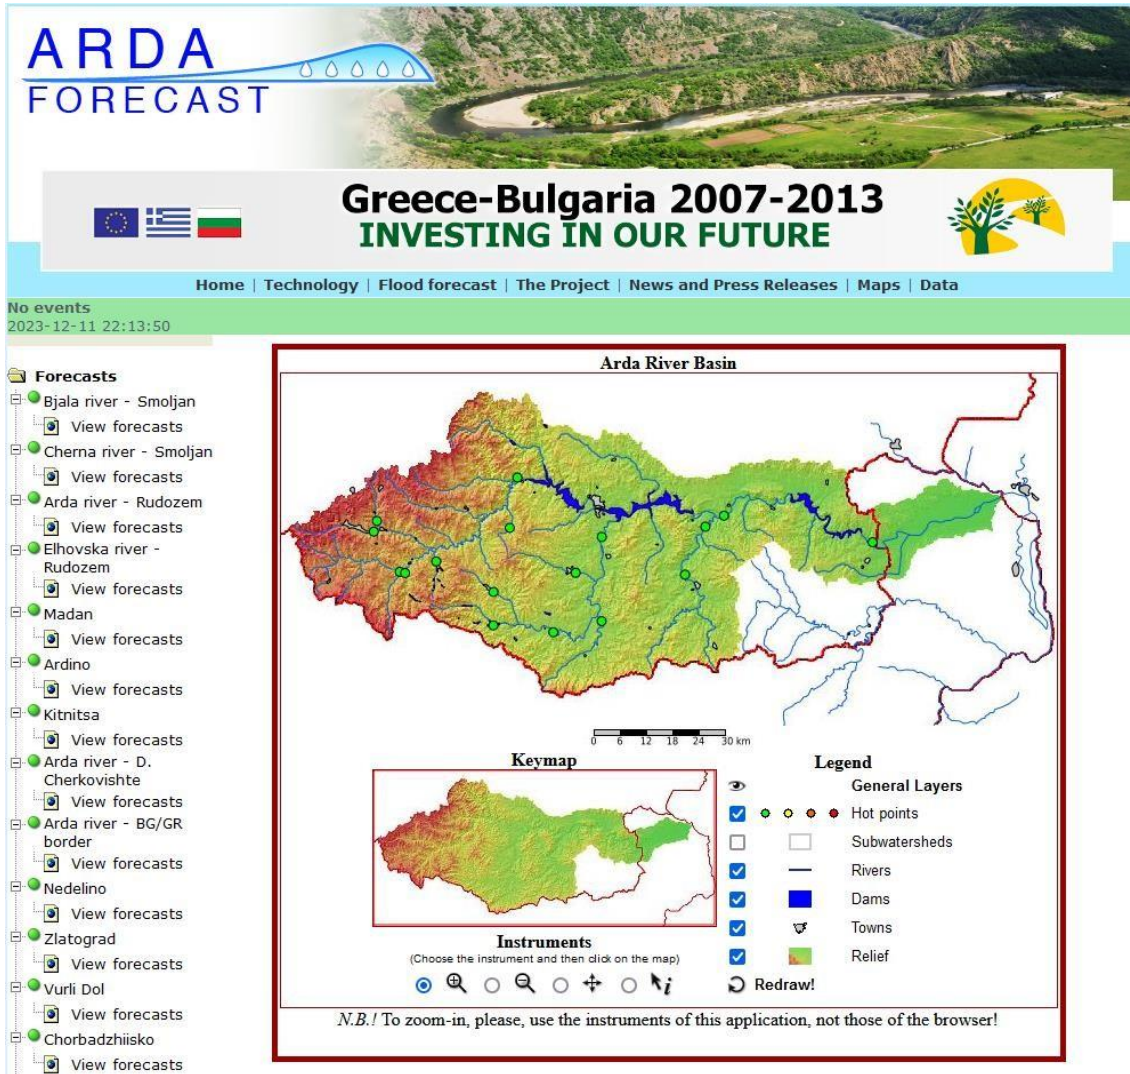 ARDA
FORECAST
Greece-Bulgaria 2007-2013
INVESTING IN OUR FUTURE
Home | Technology | Flood forecast | The Project | News and Press Releases | Maps | Data
No events
2023-12-11 22:13:50
Forecasts
Bjala river - Smoljan
View forecasts
Cherna river - Smoljan
View forecasts
Arda river - Rudozem
View forecasts
Elhovska river -
Rudozem
View forecasts
Madan
View forecasts
Ardino
View forecasts
Kitnitsa
View forecasts
Arda river - D.
Cherkovishte
View forecasts
Arda river - BG/GR
border
View forecasts
Nedelino
View forecasts
Zlatograd
View forecasts
Vurli Dol
View forecasts
Chorbadzhiisko
View forecasts
Arda River Basin
0 6 12 18 24 30 km
Keymap
Legend
General Layers
Hot points
Subwatersheds
Rivers
Dams
Towns
Relief
Instruments
(Choose the instrument and then click on the map)
Redraw!
N.B.! To zoom-in, please, use the instruments of this application, not those of the browser!